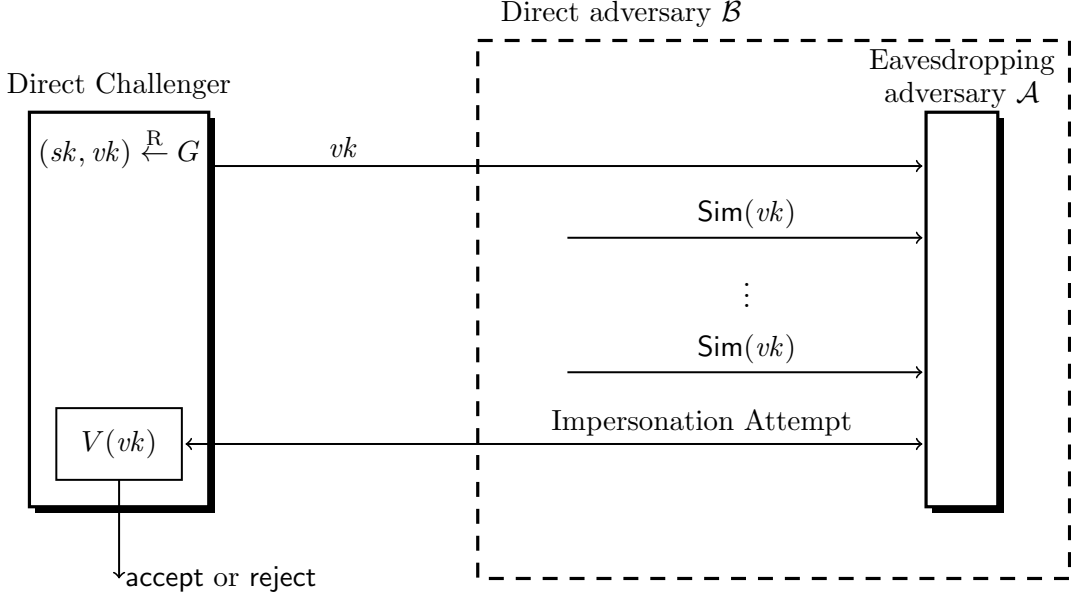 Direct adversary ℬ
Direct Challenger
Eavesdropping
adversary 𝒜
(sk, vk) ←R G
vk
Sim(vk)
⋮
Sim(vk)
Impersonation Attempt
V(vk)
accept or reject